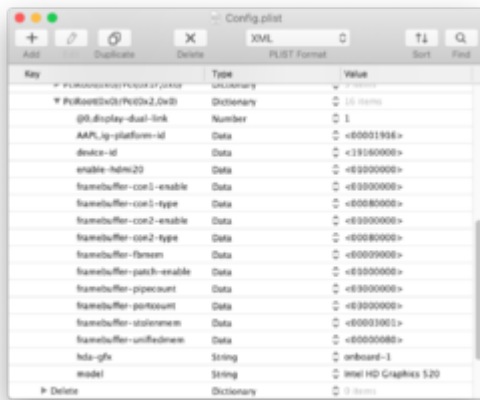 Config.plist
Add Duplicate Delete XML PLIST Format Sort Find
Key Type Value
Dictionary
PciRoot(0x0)/Pci(0x2,0x0) Dictionary 16 items
@0,display-dual-link Number 1
AAPL,ig-platform-id Data <00001916>
device-id Data <19160000>
enable-hdmi20 Data <01000000>
framebuffer-con1-enable Data <01000000>
framebuffer-con1-type Data <00080000>
framebuffer-con2-enable Data <01000000>
framebuffer-con2-type Data <00080000>
framebuffer-fbmem Data <00009000>
framebuffer-patch-enable Data <01000000>
framebuffer-pipecount Data <03000000>
framebuffer-portcount Data <03000000>
framebuffer-stolenmem Data <00003001>
framebuffer-unifiedmem Data <00000080>
hda-gfx String onboard-1
model String Intel HD Graphics 520
Delete Dictionary 0 items